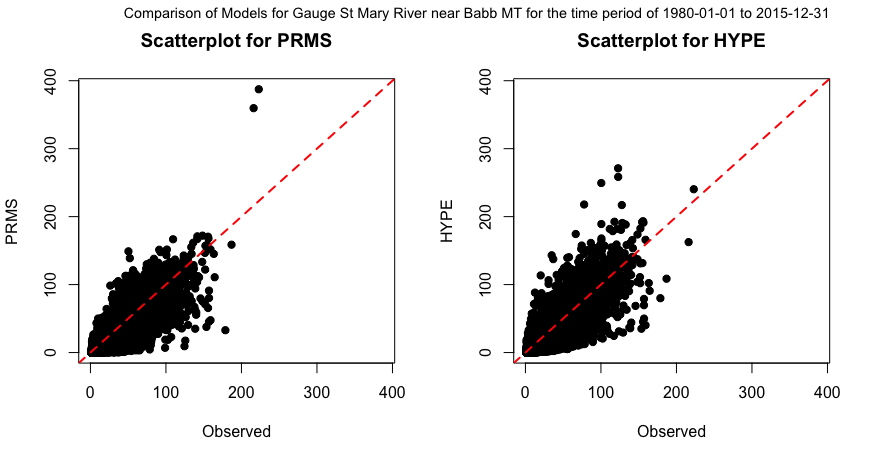 Comparison of Models for Gauge St Mary River near Babb MT for the time period of 1980-01-01 to 2015-12-31
Scatterplot for PRMS
PRMS
400
300
200
100
0
0 100 200 300 400
Observed
Scatterplot for HYPE
HYPE
400
300
200
100
0
0 100 200 300 400
Observed